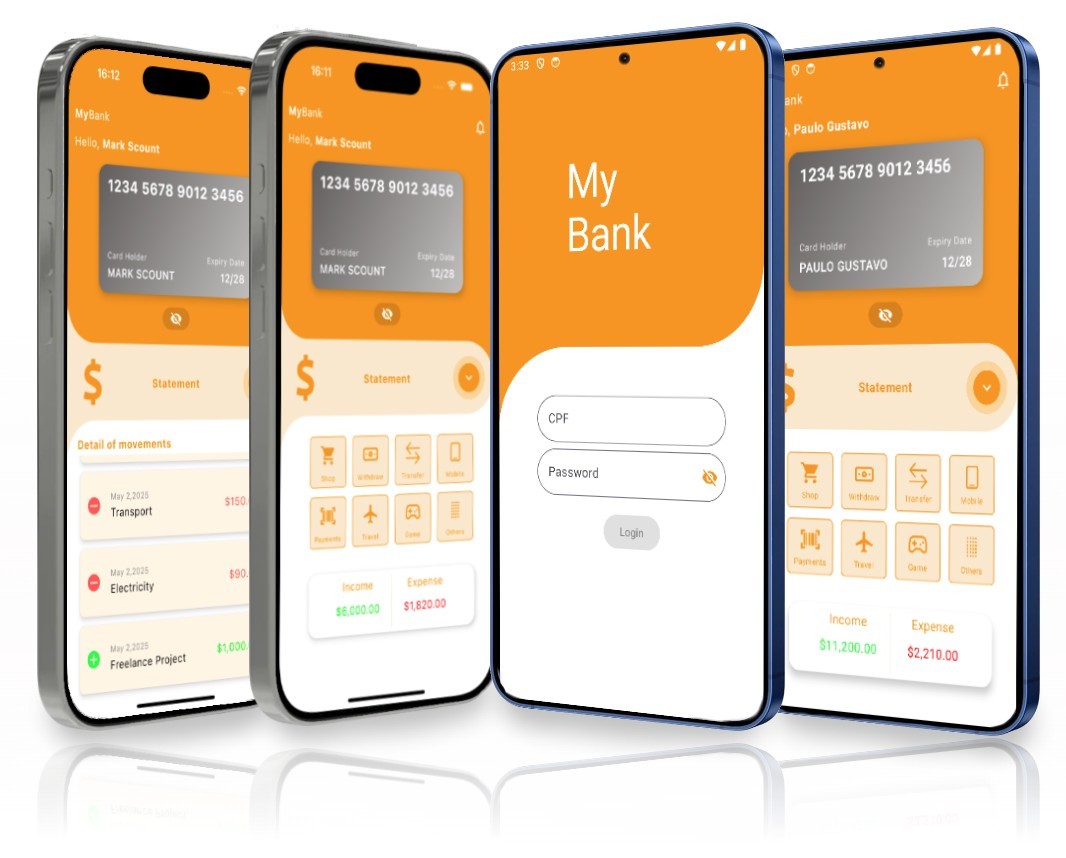 16:12
MyBank
Hello, Mark Scount
1234 5678 9012 3456
Card Holder
Expiry Date
MARK SCOUNT
12/28
Statement
Detail of movements
May 2,2025
Transport
$150.
May 2,2025
Electricity
$90.
May 2,2025
Freelance Project
$1,000.
16:11
MyBank
Hello, Mark Scount
1234 5678 9012 3456
Card Holder
Expiry Date
MARK SCOUNT
12/28
Statement
Shop
Withdraw
Transfer
Mobile
Payments
Travel
Game
Others
Income
Expense
$6,000.00
$1,820.00
3:33
My
Bank
CPF
Password
Login
ank
o, Paulo Gustavo
1234 5678 9012 3456
Card Holder
Expiry Date
PAULO GUSTAVO
12/28
Statement
Shop
Withdraw
Transfer
Mobile
Payments
Travel
Game
Others
Income
Expense
$11,200.00
$2,210.00